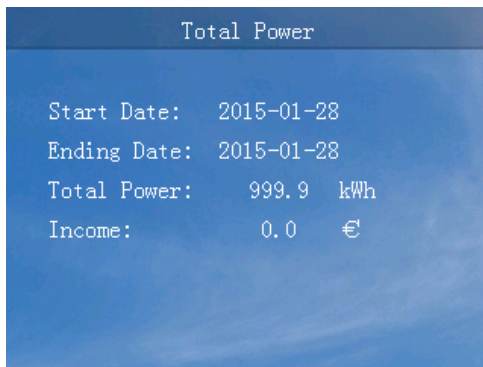 Total Power
Start Date: 2015-01-28
Ending Date: 2015-01-28
Total Power: 999.9 kWh
Income: 0.0 €